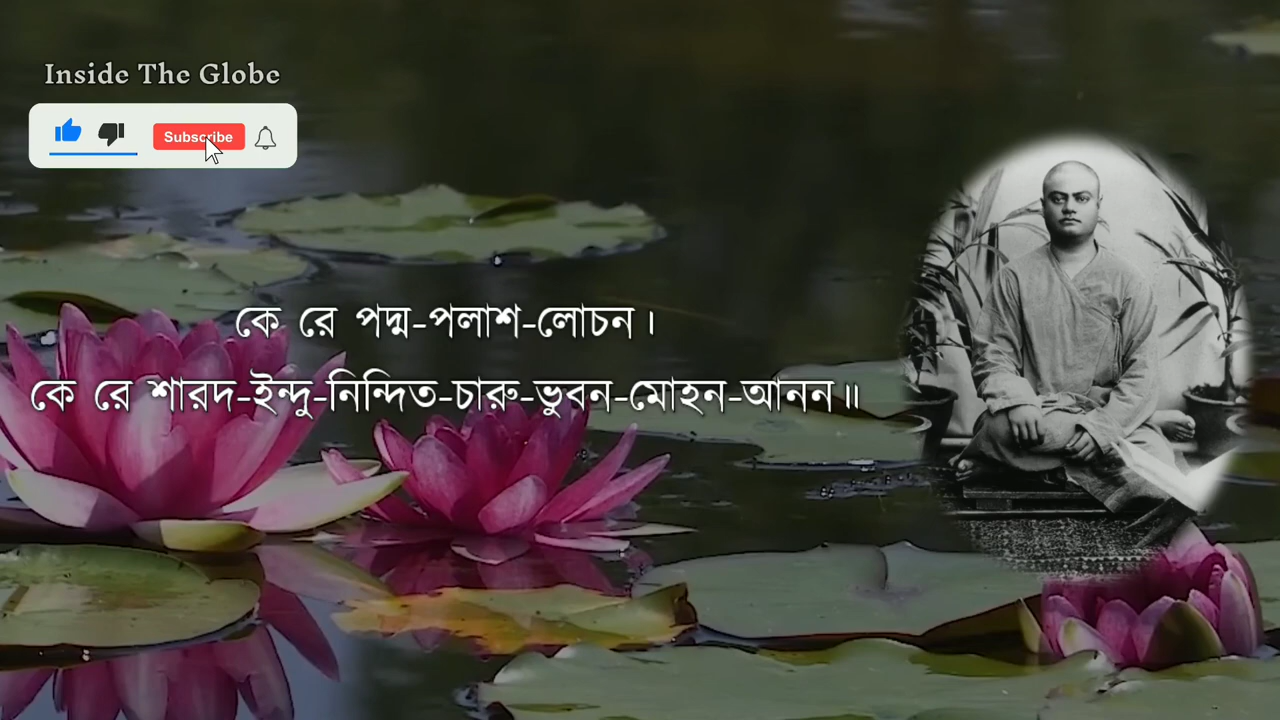 Inside The Globe
Subscribe
কে রে পদ্ম-পলাশ-লোচন।
কে রে শারদ-ইন্দু-নিন্দিত-চারু-ভুবন-মোহন-আনন॥